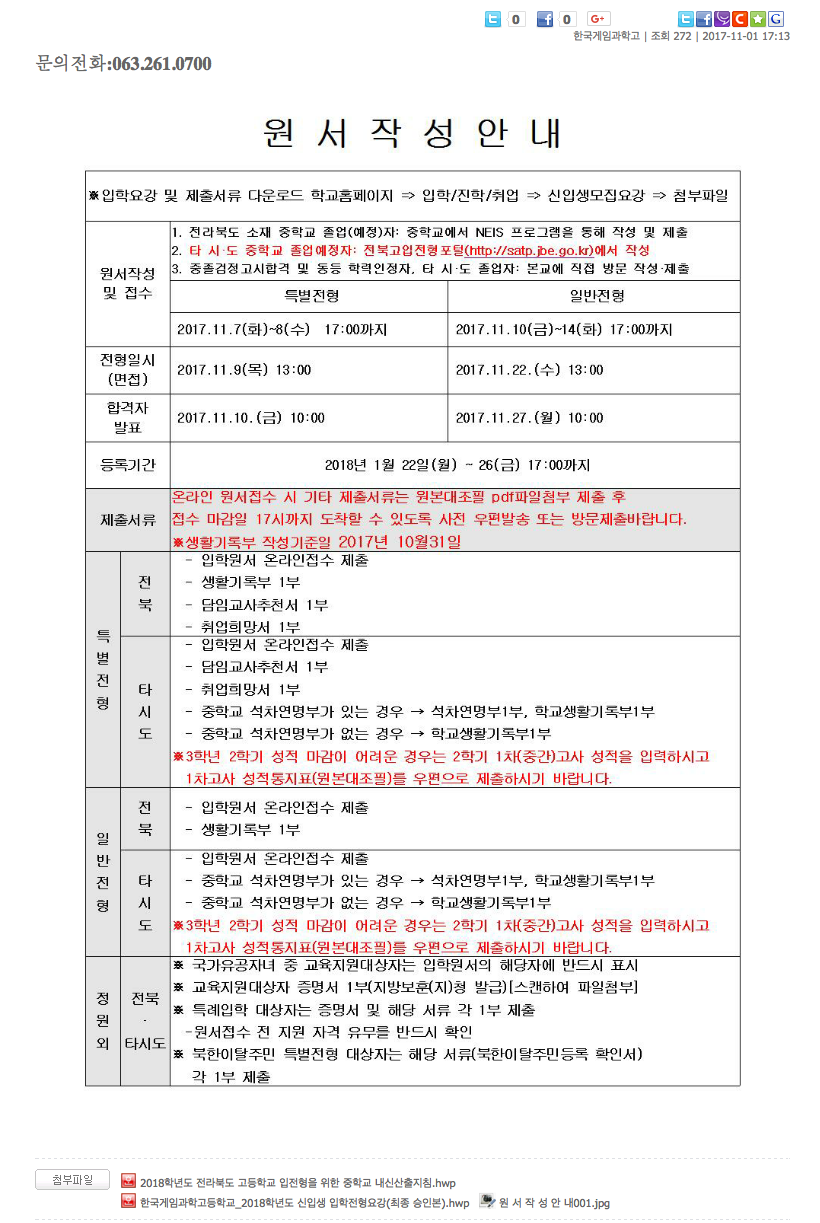 0 0 G+
한국게임과학고 | 조회 272 | 2017-11-01 17:13
문의전화:063.261.0700
원 서 작 성 안 내
※입학요강 및 제출서류 다운로드 학교홈페이지 ⇒ 입학/진학/취업 ⇒ 신입생모집요강 ⇒ 첨부파일
원서작성
및 접수
1. 전라북도 소재 중학교 졸업(예정)자: 중학교에서 NEIS 프로그램을 통해 작성 및 제출
2. 타 시·도 중학교 졸업예정자: 전북고입전형포털(http://satp.jbe.go.kr)에서 작성
3. 중졸검정고시합격 및 동등 학력인정자, 타 시·도 졸업자: 본교에 직접 방문 작성·제출
특별전형 일반전형
2017.11.7(화)~8(수) 17:00까지 2017.11.10(금)~14(화) 17:00까지
전형일시
(면접)
2017.11.9(목) 13:00 2017.11.22.(수) 13:00
합격자
발표
2017.11.10.(금) 10:00 2017.11.27.(월) 10:00
등록기간 2018년 1월 22일(월) ~ 26(금) 17:00까지
제출서류
온라인 원서접수 시 기타 제출서류는 원본대조필 pdf파일첨부 제출 후
접수 마감일 17시까지 도착할 수 있도록 사전 우편발송 또는 방문제출바랍니다.
※생활기록부 작성기준일 2017년 10월31일
특별전형
전북
- 입학원서 온라인접수 제출
- 생활기록부 1부
- 담임교사추천서 1부
- 취업희망서 1부
타시도
- 입학원서 온라인접수 제출
- 담임교사추천서 1부
- 취업희망서 1부
- 중학교 석차연명부가 있는 경우 → 석차연명부1부, 학교생활기록부1부
- 중학교 석차연명부가 없는 경우 → 학교생활기록부1부
※3학년 2학기 성적 마감이 어려운 경우는 2학기 1차(중간)고사 성적을 입력하시고
1차고사 성적통지표(원본대조필)를 우편으로 제출하시기 바랍니다.
일반전형
전북
- 입학원서 온라인접수 제출
- 생활기록부 1부
타시도
- 입학원서 온라인접수 제출
- 중학교 석차연명부가 있는 경우 → 석차연명부1부, 학교생활기록부1부
- 중학교 석차연명부가 없는 경우 → 학교생활기록부1부
※3학년 2학기 성적 마감이 어려운 경우는 2학기 1차(중간)고사 성적을 입력하시고
1차고사 성적통지표(원본대조필)를 우편으로 제출하시기 바랍니다.
정원외
전북
·
타시도
※ 국가유공자녀 중 교육지원대상자는 입학원서의 해당자에 반드시 표시
※ 교육지원대상자 증명서 1부(지방보훈(지)청 발급)[스캔하여 파일첨부]
※ 특례입학 대상자는 증명서 및 해당 서류 각 1부 제출
-원서접수 전 지원 자격 유무를 반드시 확인
※ 북한이탈주민 특별전형 대상자는 해당 서류(북한이탈주민등록 확인서)
각 1부 제출
첨부파일 2018학년도 전라북도 고등학교 입전형을 위한 중학교 내신산출지침.hwp
한국게임과학고등학교_2018학년도 신입생 입학전형요강(최종 승인본).hwp 원 서 작 성 안 내001.jpg